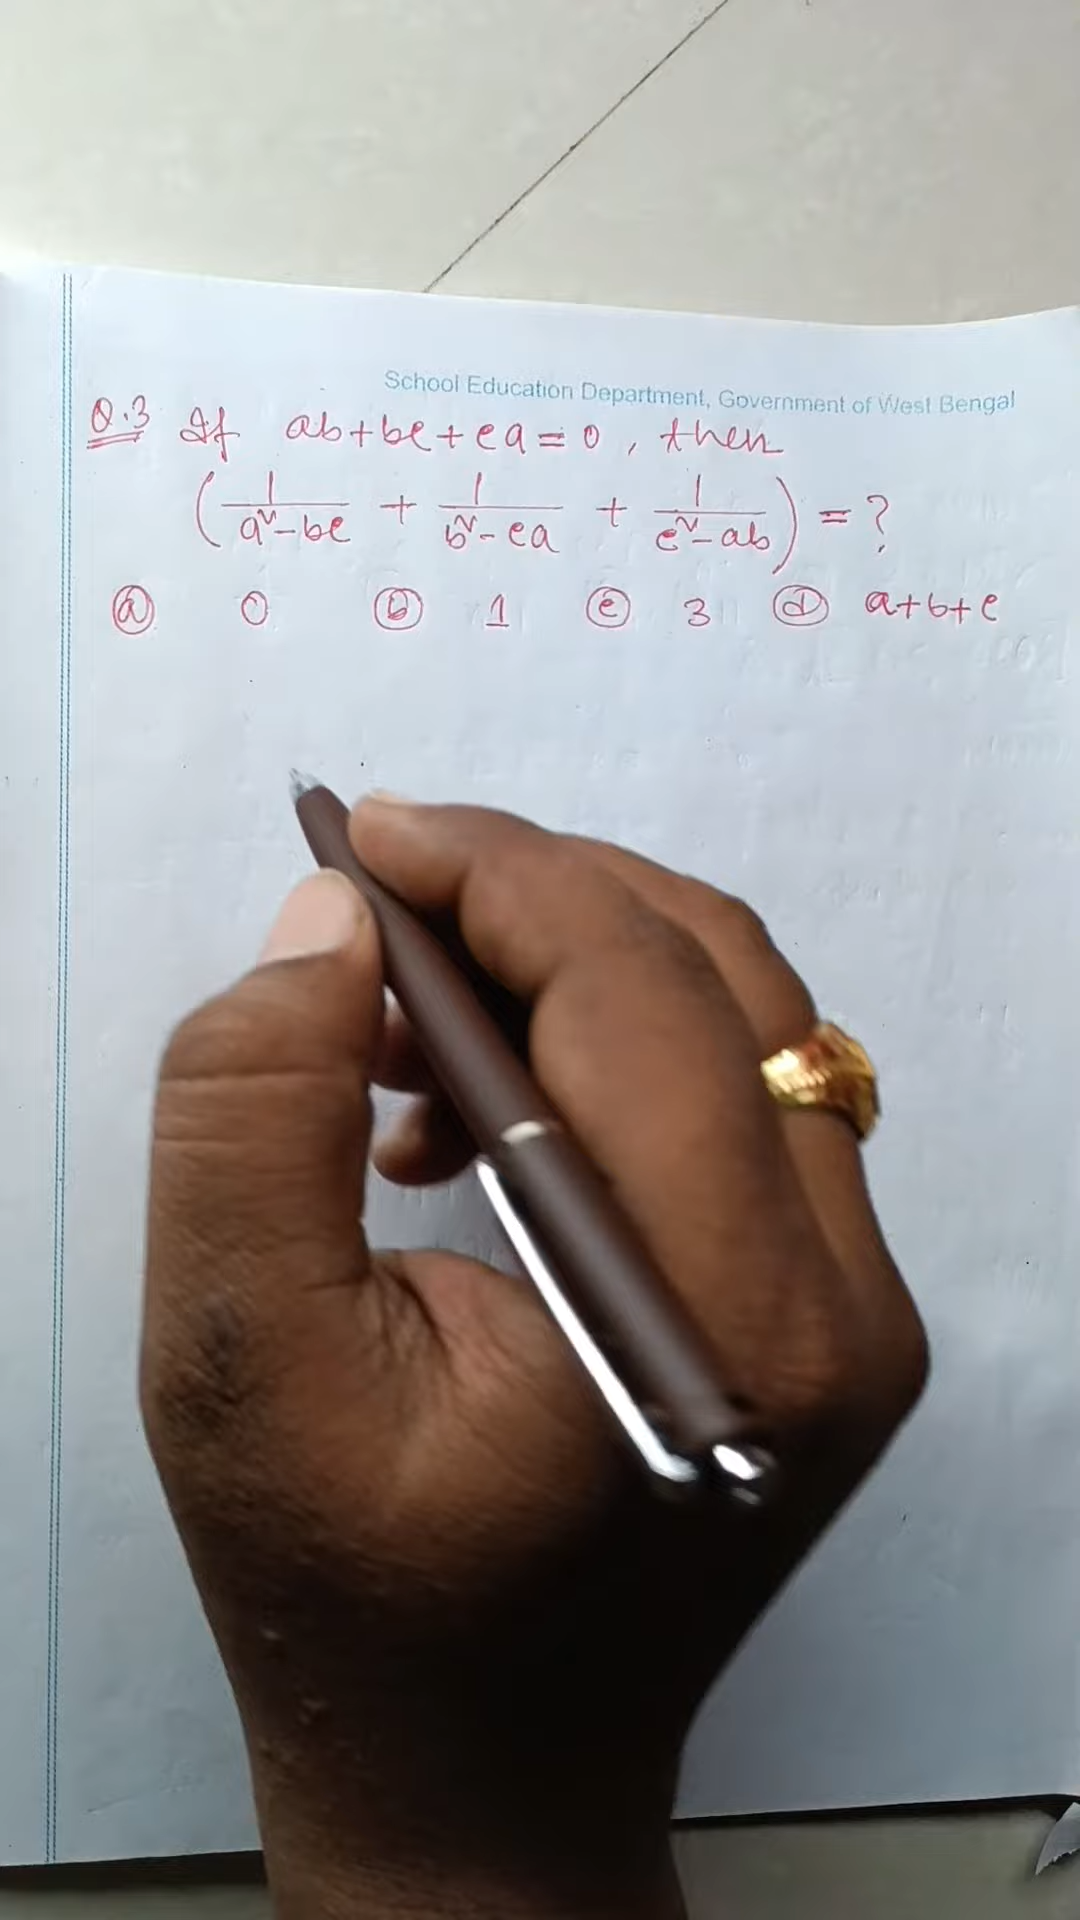 School Education Department, Government of West Bengal
Q.3 If ab+bc+ca=0, then
(1/(a²-bc) + 1/(b²-ca) + 1/(c²-ab)) = ?
ⓐ 0 ⓑ 1 ⓒ 3 ⓓ a+b+c